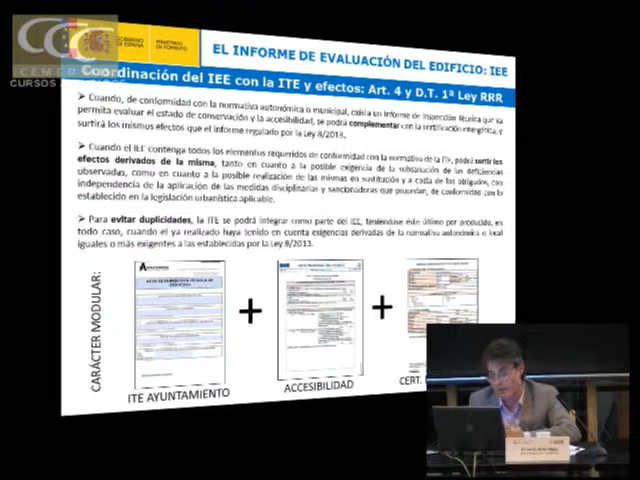 CCC
CEMCO
CURSOS
GOBIERNO
DE ESPAÑA
MINISTERIO
DE FOMENTO
EL INFORME DE EVALUACIÓN DEL EDIFICIO: IEE
Coordinación del IEE con la ITE y efectos: Art. 4 y D.T. 1ª Ley RRR
➤ Cuando, de conformidad con la normativa autonómica o municipal, exista un Informe de Inspección Técnica que ya
permita evaluar el estado de conservación y la accesibilidad, se podrá complementar con la certificación energética, y
surtirá los mismos efectos que el informe regulado por la Ley 8/2013.
➤ Cuando el IEE contenga todos los elementos requeridos de conformidad con la normativa de ITE, podrá surtir los
efectos derivados de la misma, tanto en cuanto a la posible exigencia de la subsanación de las deficiencias
observadas, como en cuanto a la posible realización de las mismas en sustitución y a costa de los obligados, con
independencia de la aplicación de las medidas disciplinarias y sancionadoras que procedan, de conformidad con lo
establecido en la legislación urbanística aplicable.
➤ Para evitar duplicidades, la ITE se podrá integrar como parte del IEE, teniéndose éste último por producido, en
todo caso, cuando el ya realizado haya tenido en cuenta exigencias derivadas de la normativa autonómica o local
iguales o más exigentes a las establecidas por la Ley 8/2013.
CARÁCTER MODULAR:
+
+
ITE AYUNTAMIENTO
ACCESIBILIDAD
CERT.